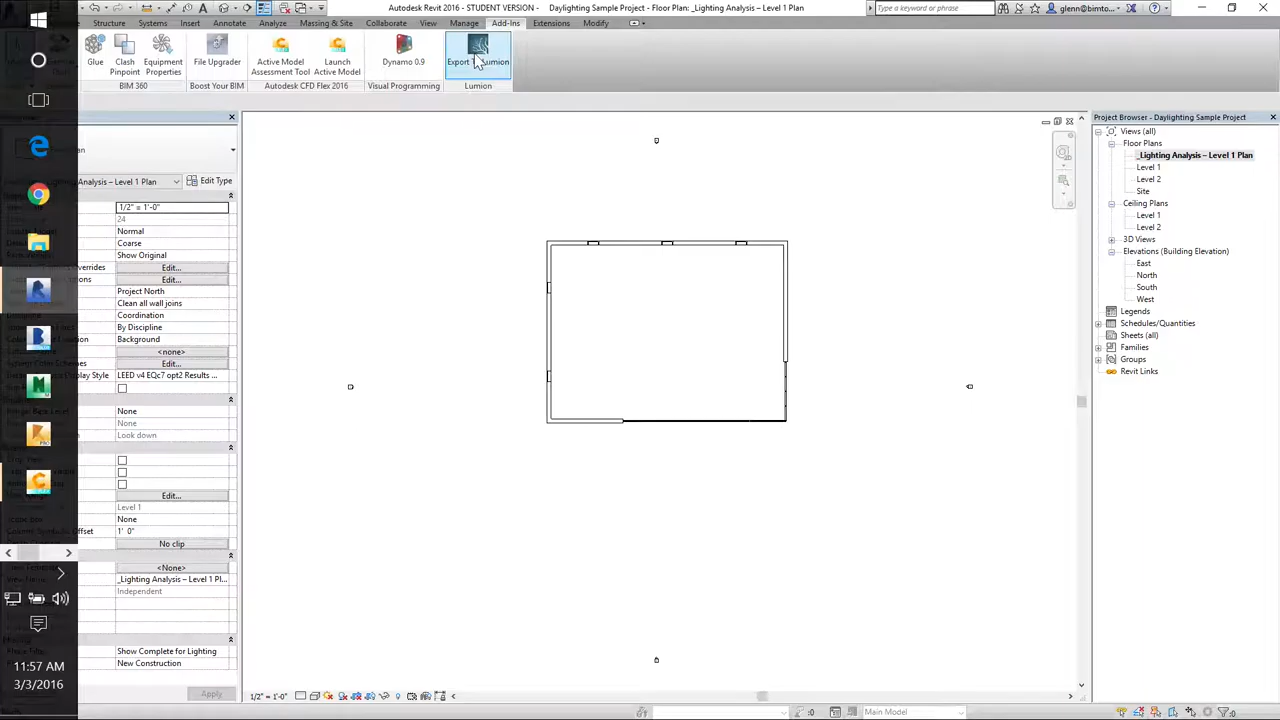 Autodesk Revit 2016 - STUDENT VERSION - Daylighting Sample Project - Floor Plan: _Lighting Analysis – Level 1 Plan
Type a keyword or phrase
glenn@bimto...
Structure Systems Insert Annotate Analyze Massing & Site Collaborate View Manage Add-Ins Extensions Modify
Glue
Clash Pinpoint
Equipment Properties
File Upgrader
Active Model Assessment Tool
Launch Active Model
Dynamo 0.9
BIM 360
Boost Your BIM
Autodesk CFD Flex 2016
Visual Programming
Lumion
Project Browser - Daylighting Sample Project
Views (all)
Floor Plans
_Lighting Analysis – Level 1 Plan
Level 1
Level 2
Site
Ceiling Plans
Level 1
Level 2
3D Views
Elevations (Building Elevation)
East
North
South
West
Legends
Schedules/Quantities
Sheets (all)
Families
Groups
Revit Links
Analysis – Level 1 Plan
Edit Type
1/2" = 1'-0"
24
Normal
Coarse
Show Original
Edit...
Edit...
Project North
Clean all wall joins
Coordination
By Discipline
Background
<none>
Edit...
LEED v4 EQc7 opt2 Results ...
None
None
Look down
Edit...
Level 1
None
1' 0"
No clip
<None>
_Lighting Analysis – Level 1 Pl...
Independent
Show Complete for Lighting
New Construction
Apply
11:57 AM
3/3/2016
1/2" = 1'-0"
:0
Main Model
:0